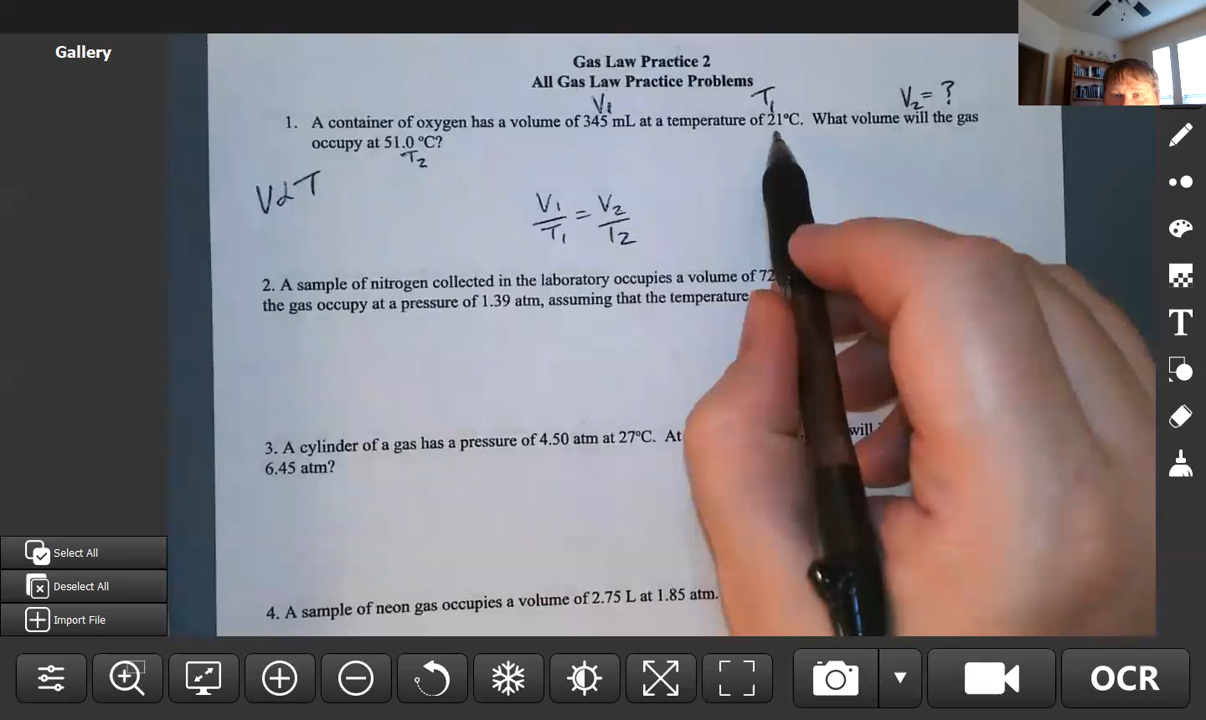 Gallery
Gas Law Practice 2
All Gas Law Practice Problems
V1 T1 V2 = ?
1. A container of oxygen has a volume of 345 mL at a temperature of 21ºC. What volume will the gas
occupy at 51.0 ºC?
T2
V α T
V1/T1 = V2/T2
2. A sample of nitrogen collected in the laboratory occupies a volume of 72
the gas occupy at a pressure of 1.39 atm, assuming that the temperature
3. A cylinder of a gas has a pressure of 4.50 atm at 27ºC. At will
6.45 atm?
4. A sample of neon gas occupies a volume of 2.75 L at 1.85 atm.
Select All
Deselect All
Import File
T
OCR